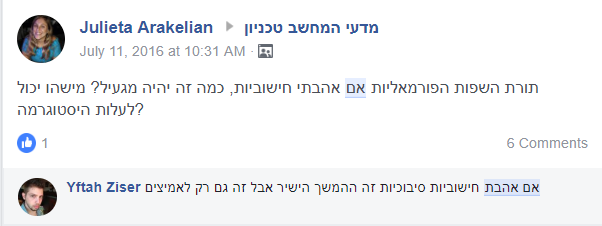 Julieta Arakelian ▶ מדעי המחשב טכניון
July 11, 2016 at 10:31 AM ·
תורת השפות הפורמאליות אם אהבתי חישוביות, כמה זה יהיה מגעיל? מישהו יכול
לעלות היסטוגרמה?
1 6 Comments
Yftah Ziser אם אהבת חישוביות סיבוכיות זה ההמשך הישיר אבל זה גם רק לאמיצים